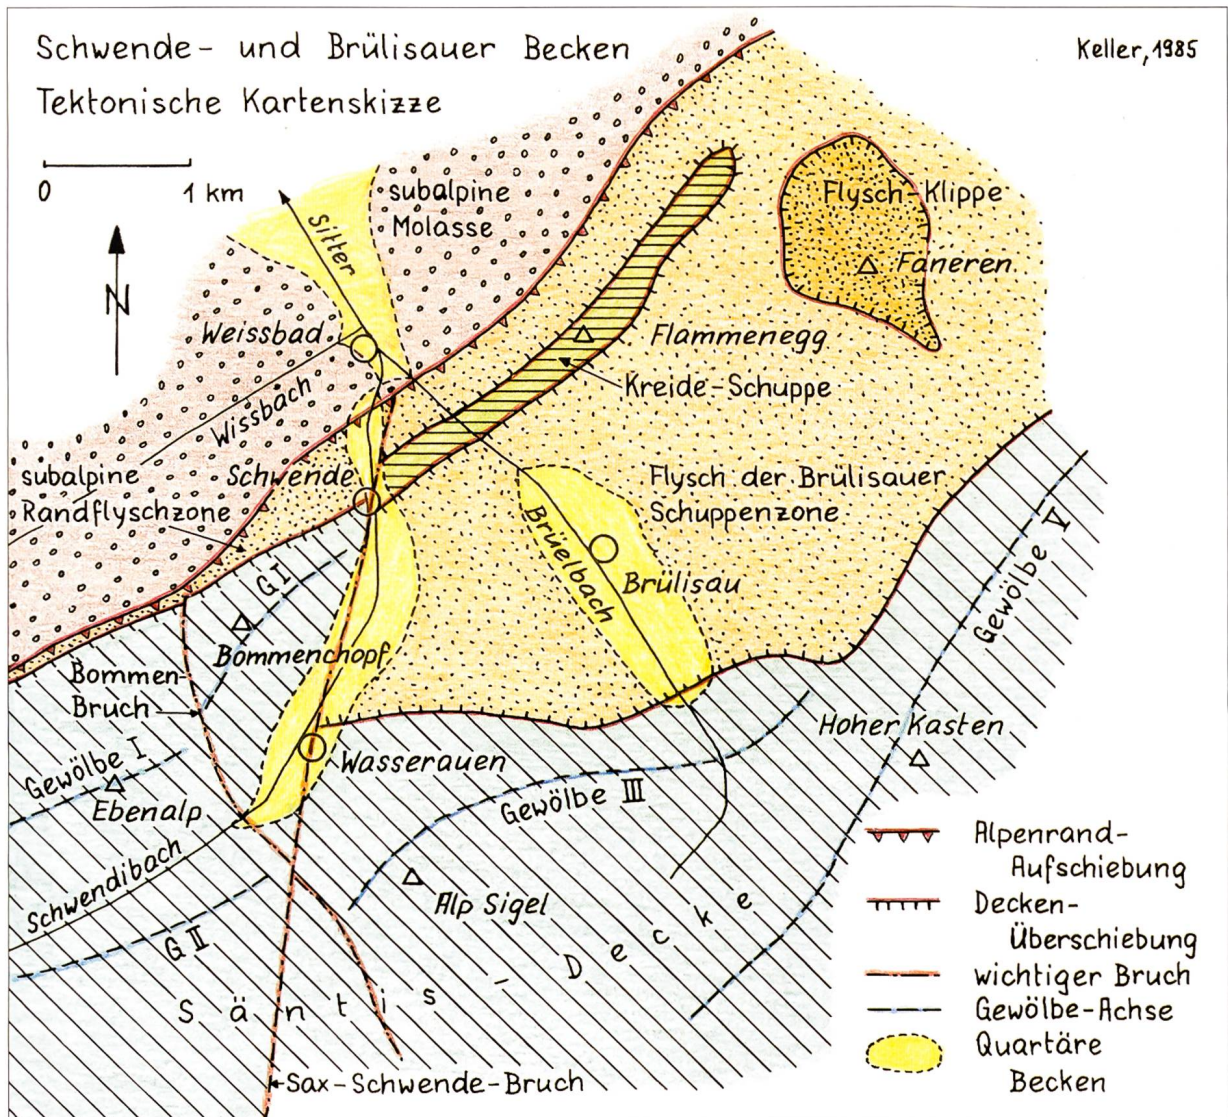 Schwende- und Brülisauer Becken
Tektonische Kartenskizze
Keller, 1985
0 1 km
N
Sitter
subalpine
Molasse
Flysch-Klippe
Fäneren
Weissbad
Wissbach
Flammenegg
Kreide-Schuppe
subalpine
Randflyschzone
Schwende
Flysch der Brülisauer
Schuppenzone
Brüelbach
Brülisau
G I
Bommenchopf
Bommen-
Bruch
Gewölbe V
Hoher Kasten
Gewölbe I
Ebenalp
Wasserauen
Gewölbe III
Schwendibach
G II
Alp Sigel
Säntis-Decke
Sax-Schwende-Bruch
Alpenrand-
Aufschiebung
Decken-
Überschiebung
wichtiger Bruch
Gewölbe-Achse
Quartäre
Becken